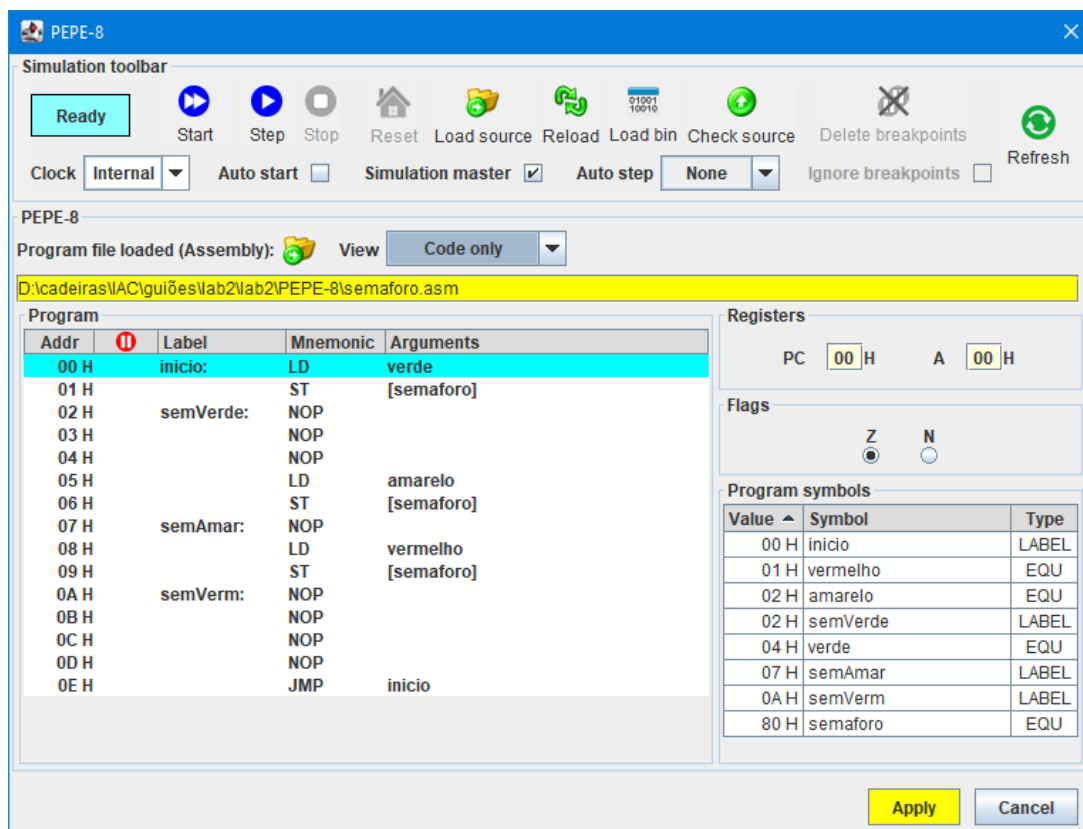 PEPE-8
Simulation toolbar
Ready
01001
10010
Start Step Stop Reset Load source Reload Load bin Check source Delete breakpoints Refresh
Clock Internal Auto start Simulation master Auto step None Ignore breakpoints
PEPE-8
Program file loaded (Assembly): View Code only
D:\cadeiras\IAC\guiões\lab2\lab2\PEPE-8\semaforo.asm
Program
Addr Label Mnemonic Arguments
00 H inicio: LD verde
01 H ST [semaforo]
02 H semVerde: NOP
03 H NOP
04 H NOP
05 H LD amarelo
06 H ST [semaforo]
07 H semAmar: NOP
08 H LD vermelho
09 H ST [semaforo]
0A H semVerm: NOP
0B H NOP
0C H NOP
0D H NOP
0E H JMP inicio
Registers
PC 00 H A 00 H
Flags
Z N
Program symbols
Value Symbol Type
00 H inicio LABEL
01 H vermelho EQU
02 H amarelo EQU
02 H semVerde LABEL
04 H verde EQU
07 H semAmar LABEL
0A H semVerm LABEL
80 H semaforo EQU
Apply Cancel